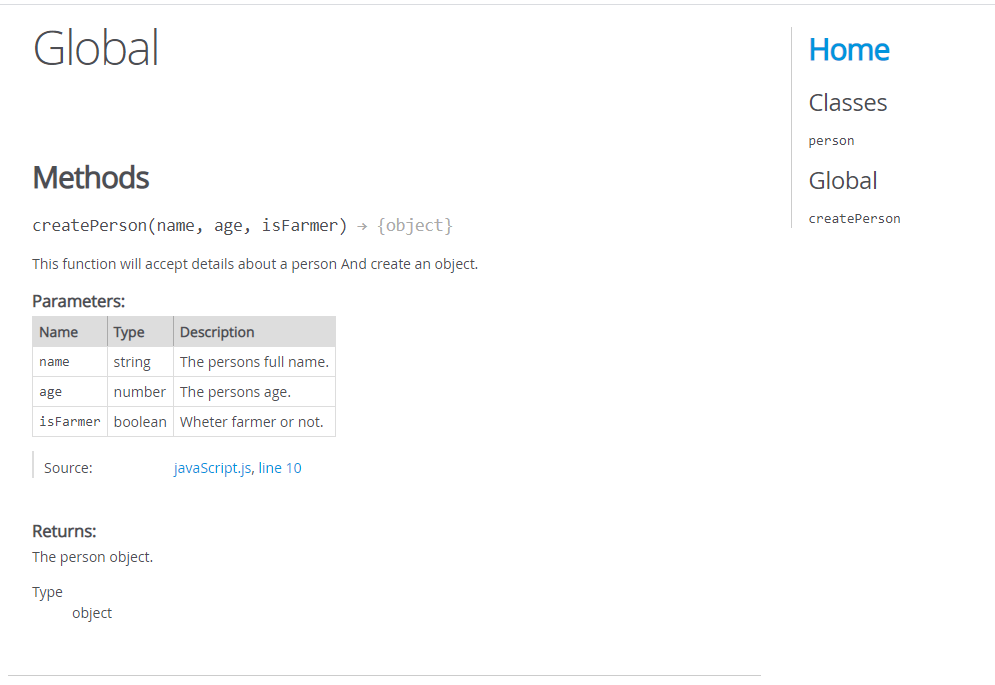 Global
Methods
createPerson(name, age, isFarmer) → {object}
This function will accept details about a person And create an object.
Parameters:
Name Type Description
name string The persons full name.
age number The persons age.
isFarmer boolean Wheter farmer or not.
Source: javaScript.js, line 10
Returns:
The person object.
Type
object
Home
Classes
person
Global
createPerson